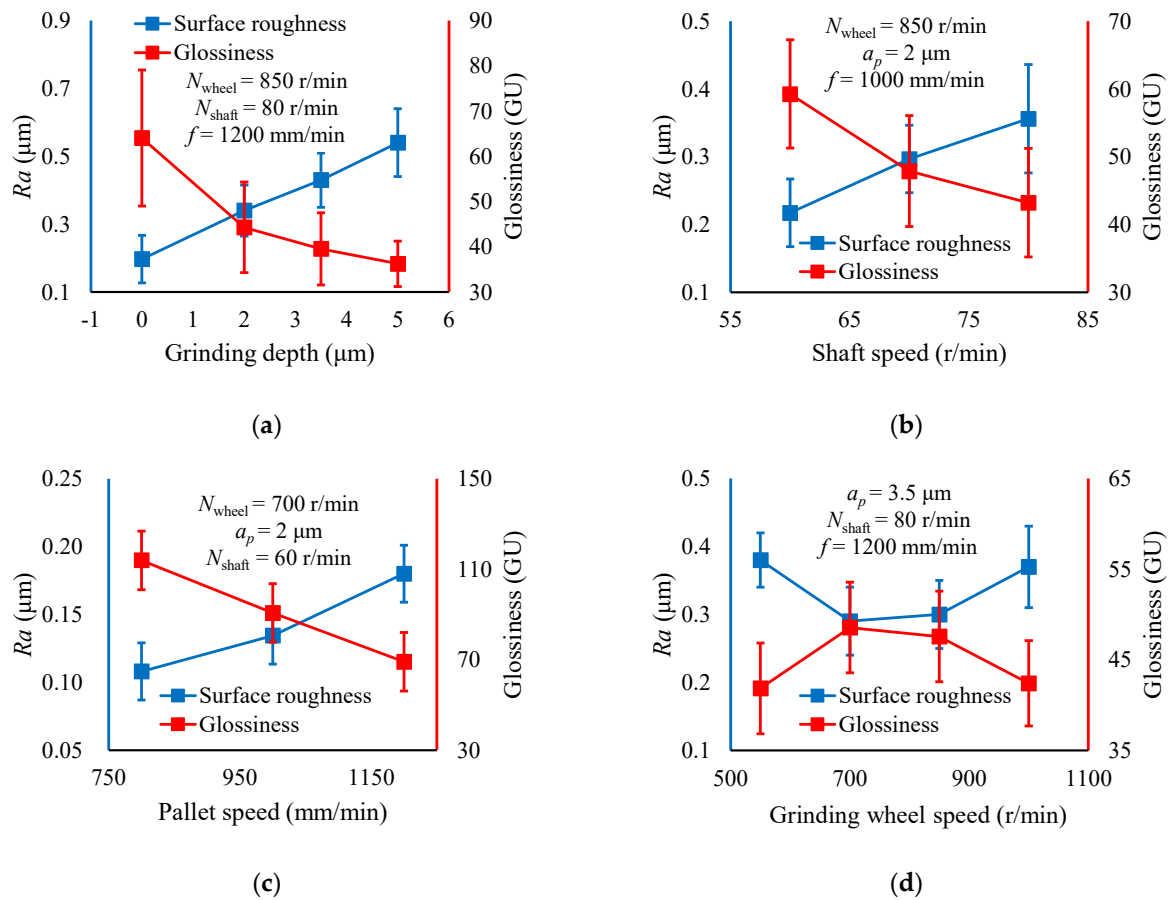 0.9
0.7
0.5
0.3
0.1
Ra (μm)
Surface roughness
Glossiness
N_wheel = 850 r/min
N_shaft = 80 r/min
f = 1200 mm/min
90
80
70
60
50
40
30
Glossiness (GU)
-1 0 1 2 3 4 5 6
Grinding depth (μm)
(a)
0.5
0.4
0.3
0.2
0.1
Ra (μm)
N_wheel = 850 r/min
a_p = 2 μm
f = 1000 mm/min
Surface roughness
Glossiness
70
60
50
40
30
Glossiness (GU)
55 65 75 85
Shaft speed (r/min)
(b)
0.25
0.20
0.15
0.10
0.05
Ra (μm)
N_wheel = 700 r/min
a_p = 2 μm
N_shaft = 60 r/min
Surface roughness
Glossiness
150
110
70
30
Glossiness (GU)
750 950 1150
Pallet speed (mm/min)
(c)
0.5
0.4
0.3
0.2
0.1
Ra (μm)
a_p = 3.5 μm
N_shaft = 80 r/min
f = 1200 mm/min
Surface roughness
Glossiness
65
55
45
35
Glossiness (GU)
500 700 900 1100
Grinding wheel speed (r/min)
(d)